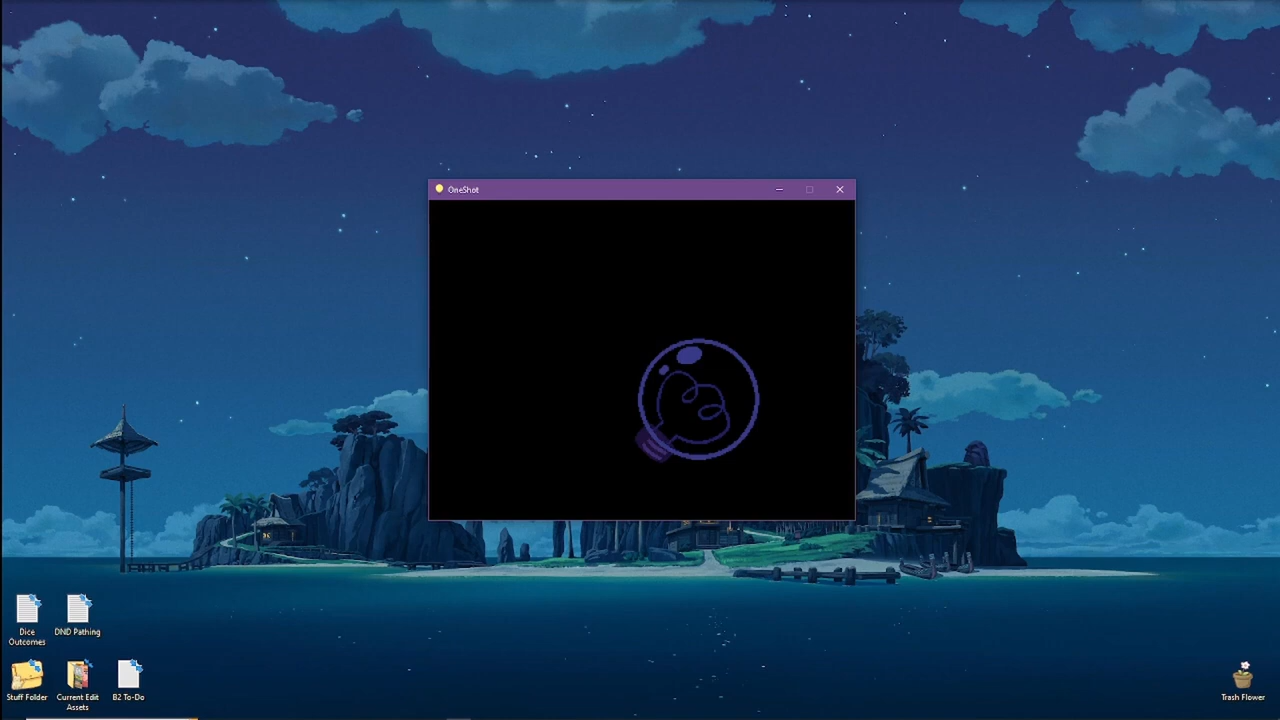 OneShot
Dice
Outcomes
DND Pathing
Stuff Folder
Current Edit
Assets
B2 To-Do
Trash Flower